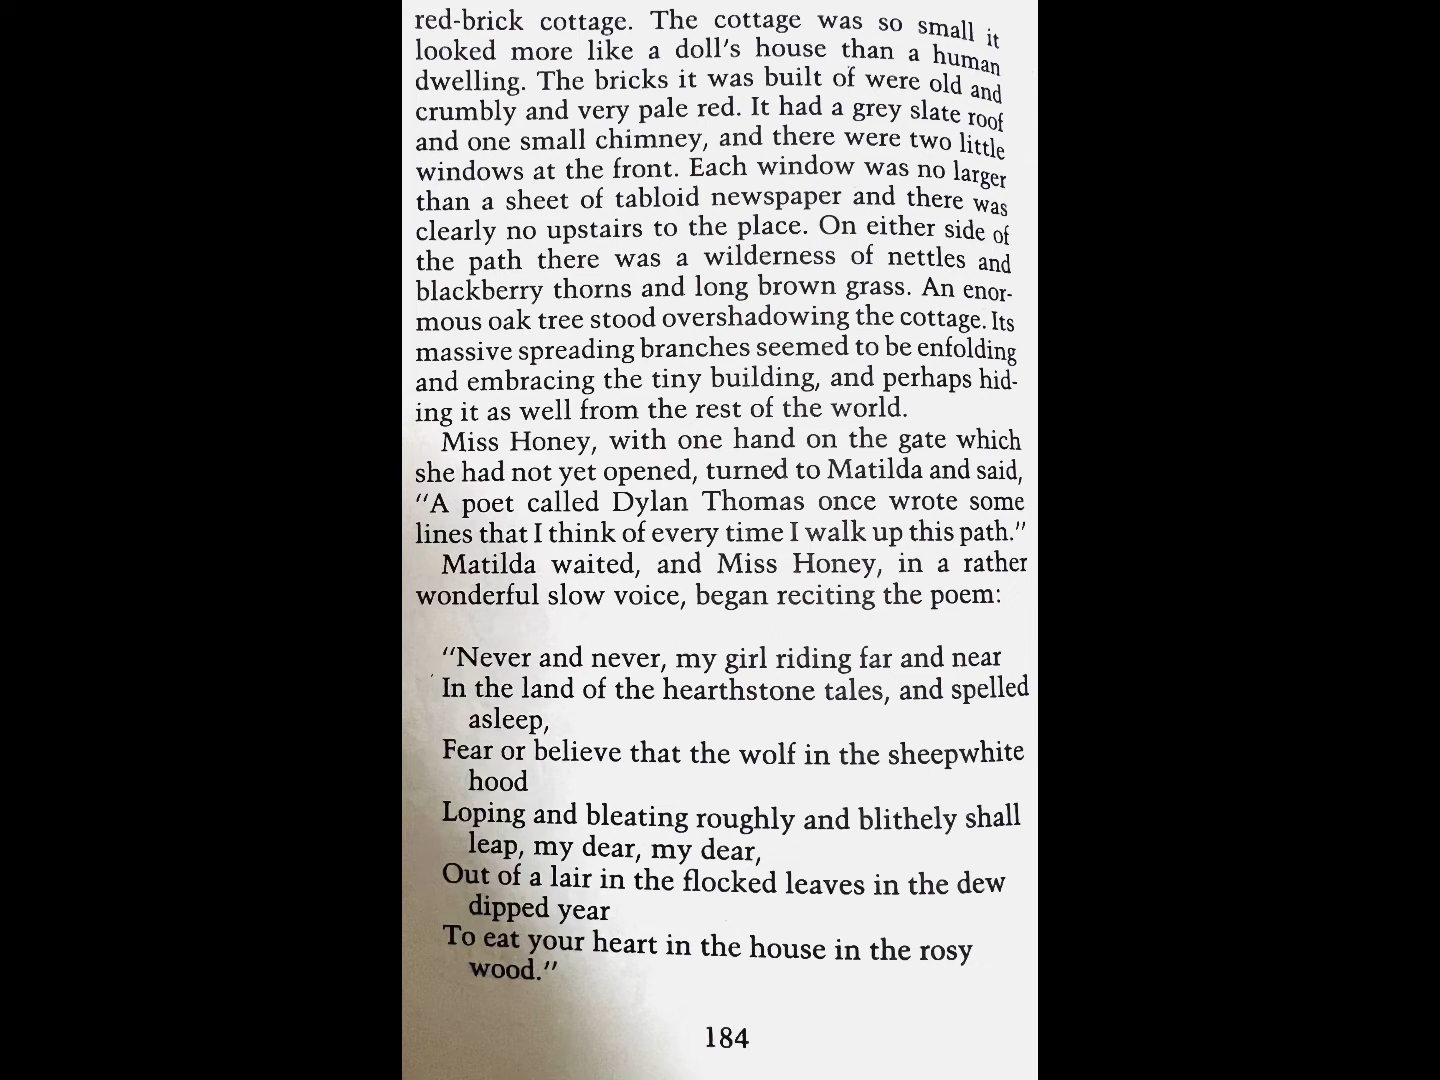 red-brick cottage. The cottage was so small it
looked more like a doll's house than a human
dwelling. The bricks it was built of were old and
crumbly and very pale red. It had a grey slate roof
and one small chimney, and there were two little
windows at the front. Each window was no larger
than a sheet of tabloid newspaper and there was
clearly no upstairs to the place. On either side of
the path there was a wilderness of nettles and
blackberry thorns and long brown grass. An enor-
mous oak tree stood overshadowing the cottage. Its
massive spreading branches seemed to be enfolding
and embracing the tiny building, and perhaps hid-
ing it as well from the rest of the world.
Miss Honey, with one hand on the gate which
she had not yet opened, turned to Matilda and said,
"A poet called Dylan Thomas once wrote some
lines that I think of every time I walk up this path."
Matilda waited, and Miss Honey, in a rather
wonderful slow voice, began reciting the poem:
"Never and never, my girl riding far and near
In the land of the hearthstone tales, and spelled
asleep,
Fear or believe that the wolf in the sheepwhite
hood
Loping and bleating roughly and blithely shall
leap, my dear, my dear,
Out of a lair in the flocked leaves in the dew
dipped year
To eat your heart in the house in the rosy
wood."
184